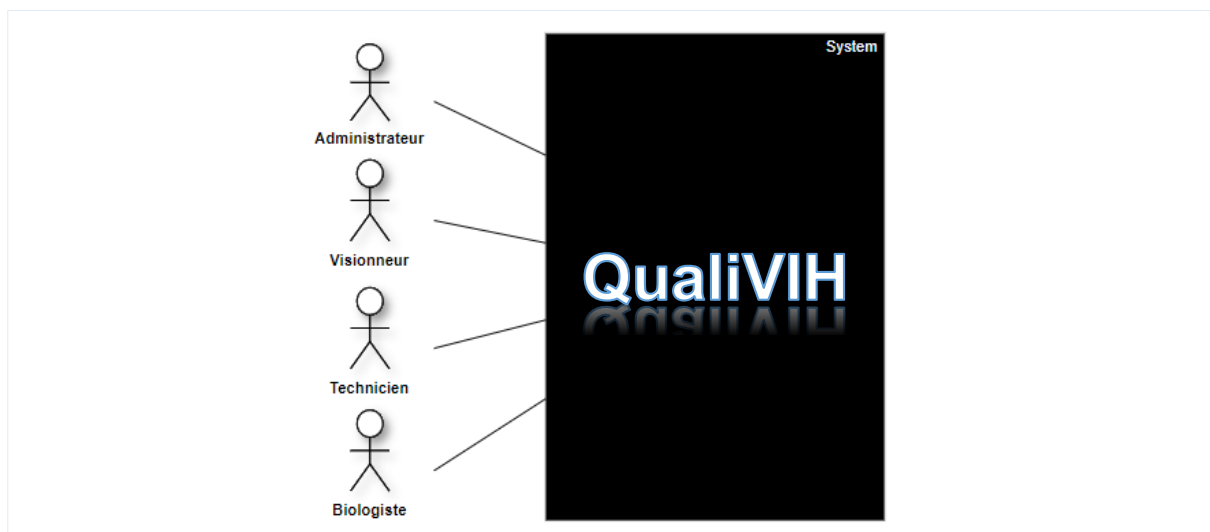 System
Administrateur
Visionneur
QualiVIH
Technicien
Biologiste